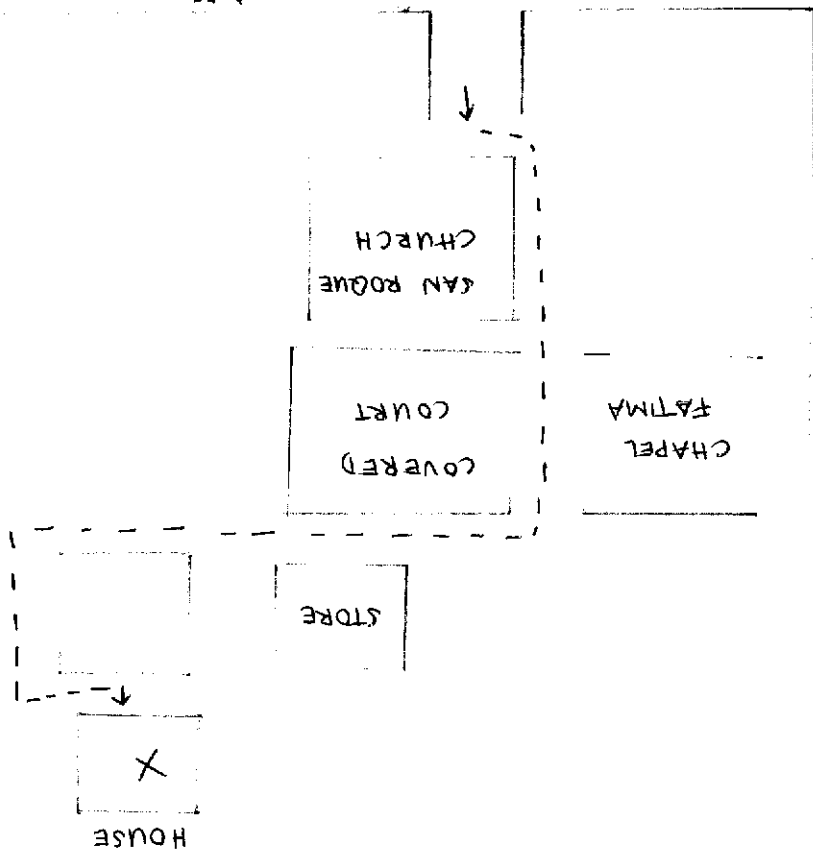 HOUSE
X
STORE
CHAPEL
FATIMA
COVERED
COURT
SAN ROQUE
CHURCH